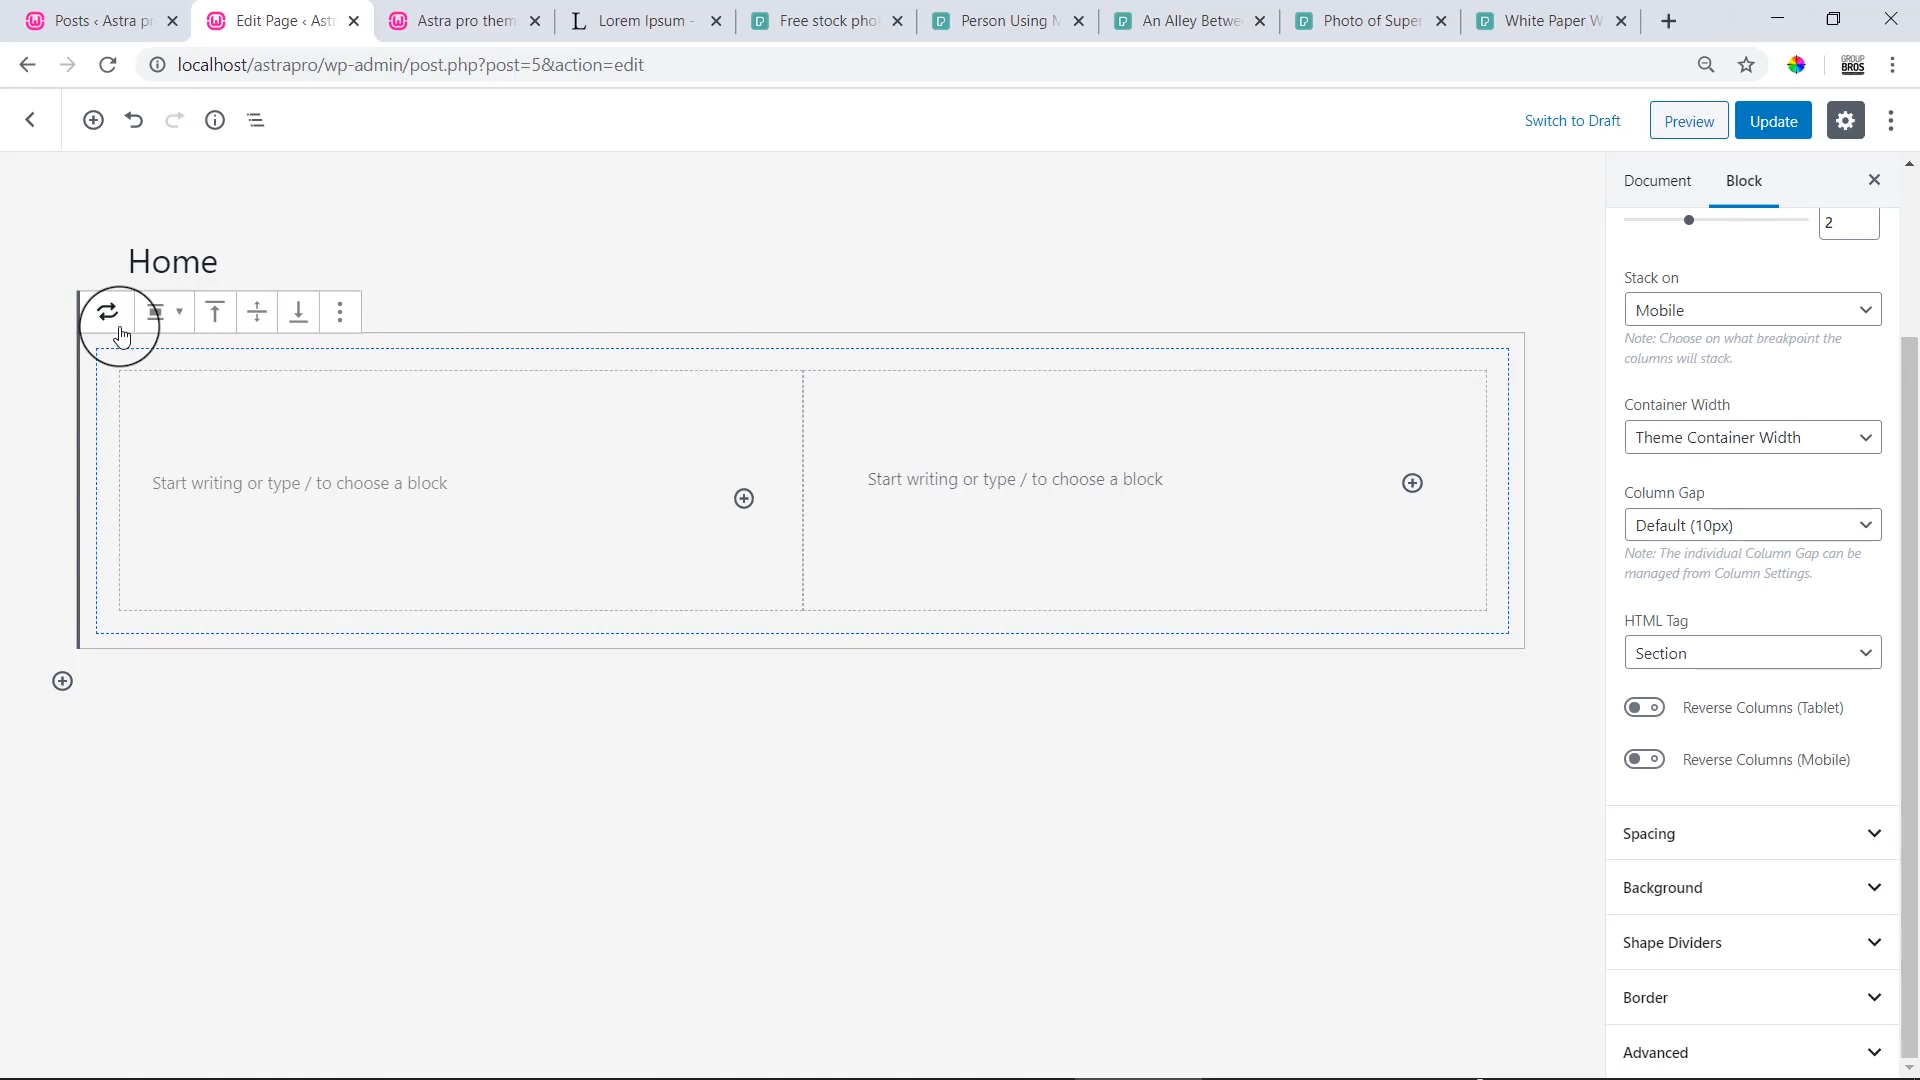 Posts ‹ Astra p
Edit Page ‹ Ast
Astra pro them
Lorem Ipsum -
Free stock pho
Person Using
An Alley Betwe
Photo of Super
White Paper W
localhost/astrapro/wp-admin/post.php?post=5&action=edit
GROUP
BROS
Switch to Draft
Preview
Update
Document
Block
Home
2
Stack on
Mobile
Note: Choose on what breakpoint the
columns will stack.
Container Width
Theme Container Width
Start writing or type / to choose a block
Start writing or type / to choose a block
Column Gap
Default (10px)
Note: The individual Column Gap can be
managed from Column Settings.
HTML Tag
Section
Reverse Columns (Tablet)
Reverse Columns (Mobile)
Spacing
Background
Shape Dividers
Border
Advanced